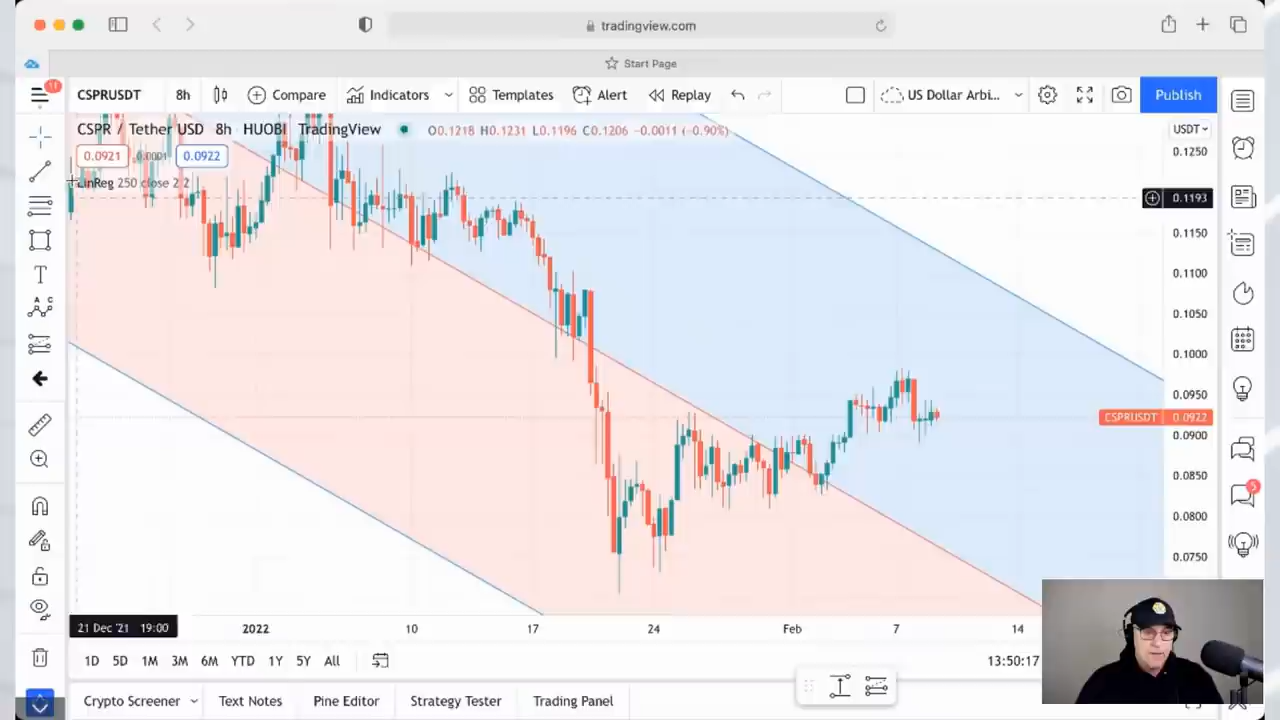 tradingview.com
Start Page
11
CSPRUSDT 8h Compare Indicators Templates Alert Replay US Dollar Arbi... Publish
CSPR / Tether USD 8h HUOBI TradingView O0.1218 H0.1231 L0.1196 C0.1206 -0.0011 (-0.90%)
USDT
0.0921 0.0001 0.0922
LinReg 250 close 2 2
0.1250
0.1193
0.1150
0.1100
0.1050
0.1000
0.0950
CSPRUSDT 0.0922
0.0900
0.0850
0.0800
0.0750
5
T
21 Dec '21 19:00 2022 10 17 24 Feb 7 14
1D 5D 1M 3M 6M YTD 1Y 5Y All 13:50:17
Crypto Screener Text Notes Pine Editor Strategy Tester Trading Panel